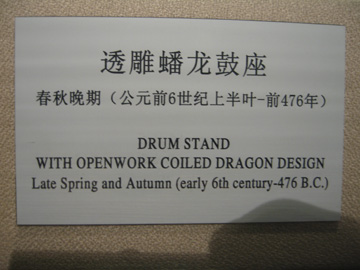 透雕蟠龙鼓座
春秋晚期（公元前6世纪上半叶-前476年）
DRUM STAND
WITH OPENWORK COILED DRAGON DESIGN
Late Spring and Autumn (early 6th century-476 B.C.)